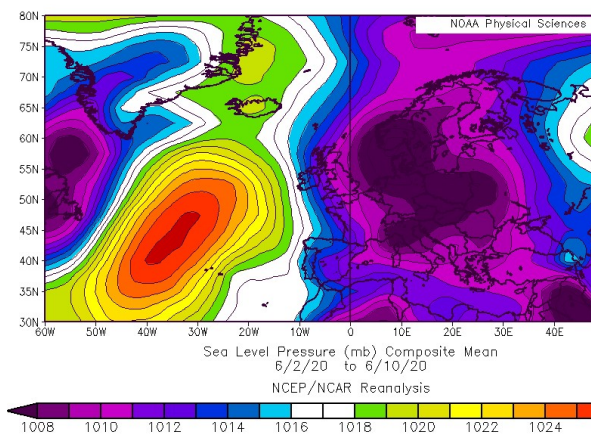 NOAA Physical Sciences
80N
75N
70N
65N
60N
55N
50N
45N
40N
35N
30N
60W 50W 40W 30W 20W 10W 0 10E 20E 30E 40E
Sea Level Pressure (mb) Composite Mean
6/2/20 to 6/10/20
NCEP/NCAR Reanalysis
1008 1010 1012 1014 1016 1018 1020 1022 1024